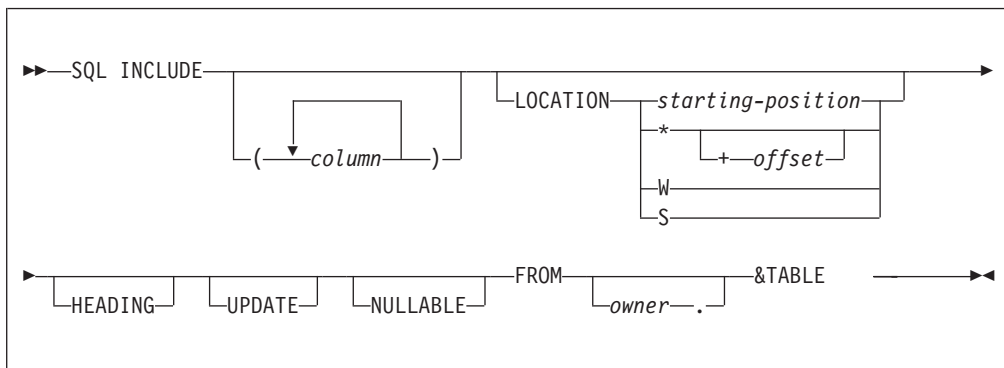 SQL INCLUDE
LOCATION starting-position
( column )
*
+ offset
W
S
FROM &TABLE
HEADING UPDATE NULLABLE owner .